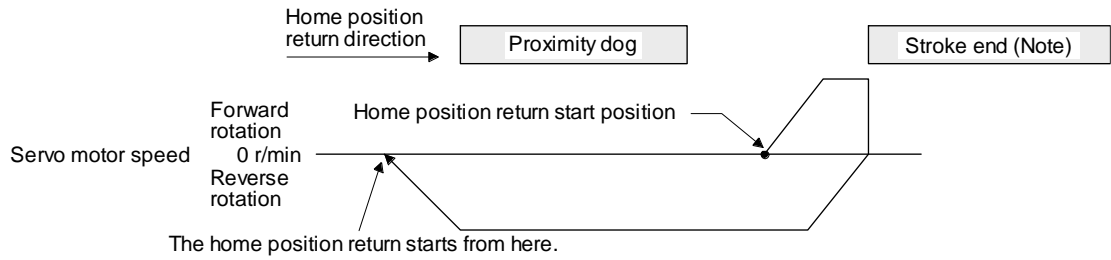 Home position
return direction
Proximity dog
Stroke end (Note)
Home position return start position
Forward
rotation
Servo motor speed 0 r/min
Reverse
rotation
The home position return starts from here.